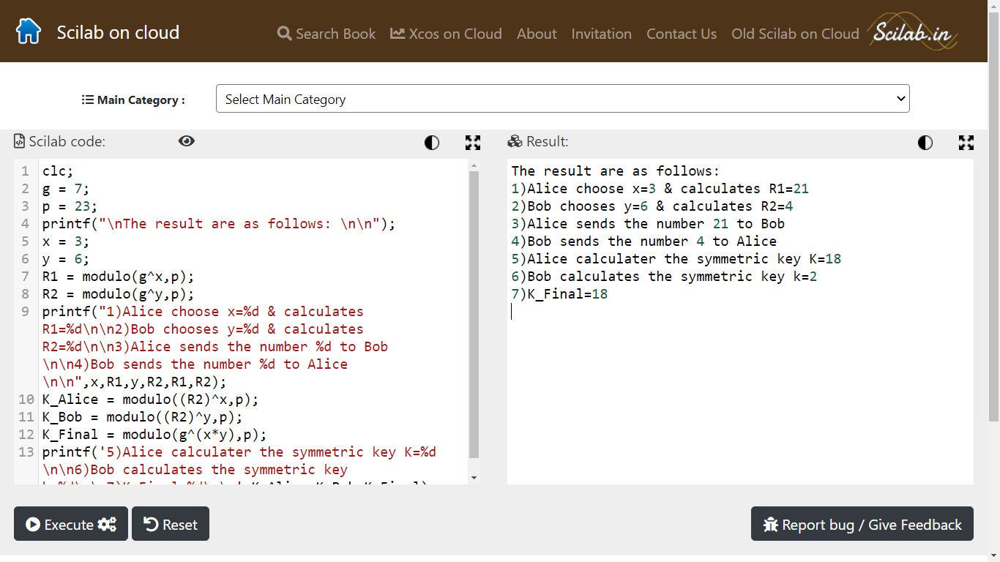 Scilab on cloud
Search Book
Xcos on Cloud
About
Invitation
Contact Us
Old Scilab on Cloud
Scilab.in
Main Category :
Select Main Category
Scilab code:
1 clc;
2 g = 7;
3 p = 23;
4 printf("\nThe result are as follows: \n\n");
5 x = 3;
6 y = 6;
7 R1 = modulo(g^x,p);
8 R2 = modulo(g^y,p);
9 printf("1)Alice choose x=%d & calculates
R1=%d\n\n2)Bob chooses y=%d & calculates
R2=%d\n\n3)Alice sends the number %d to Bob
\n\n4)Bob sends the number %d to Alice
\n\n",x,R1,y,R2,R1,R2);
10 K_Alice = modulo((R2)^x,p);
11 K_Bob = modulo((R2)^y,p);
12 K_Final = modulo(g^(x*y),p);
13 printf('5)Alice calculater the symmetric key K=%d
\n\n6)Bob calculates the symmetric key
Result:
The result are as follows:
1)Alice choose x=3 & calculates R1=21
2)Bob chooses y=6 & calculates R2=4
3)Alice sends the number 21 to Bob
4)Bob sends the number 4 to Alice
5)Alice calculater the symmetric key K=18
6)Bob calculates the symmetric key k=2
7)K_Final=18
Execute
Reset
Report bug / Give Feedback